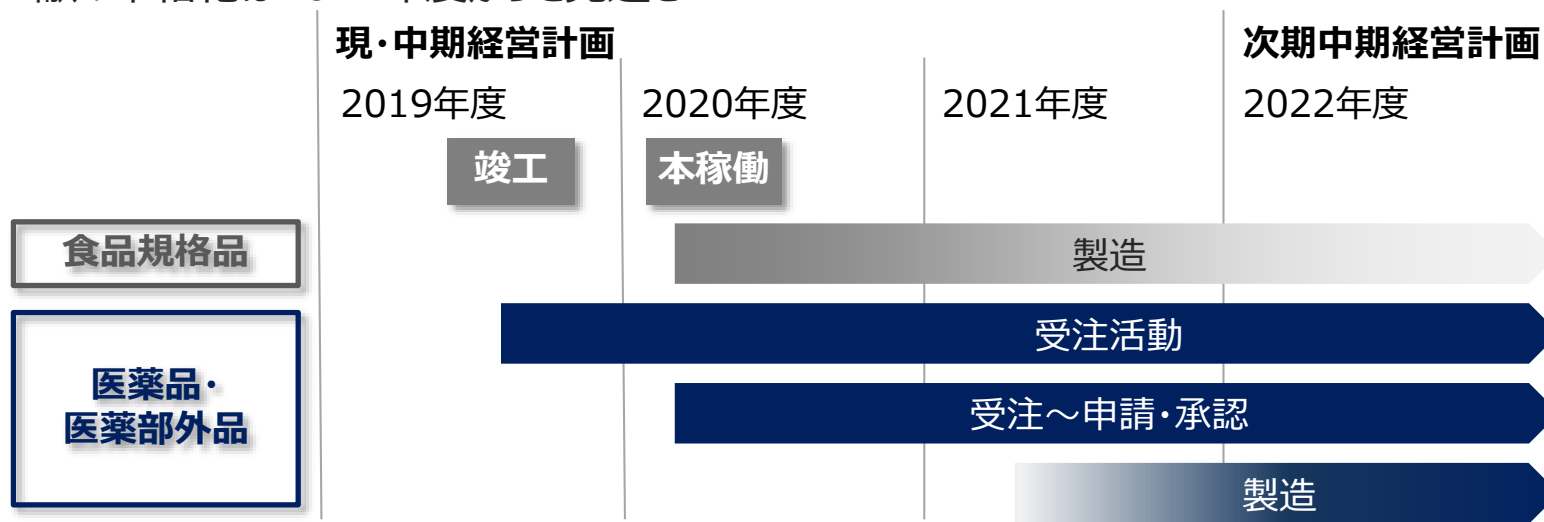 現・中期経営計画
次期中期経営計画
2019年度
2020年度
2021年度
2022年度
竣工
本稼働
食品規格品
製造
受注活動
医薬品・
医薬部外品
受注～申請・承認
製造